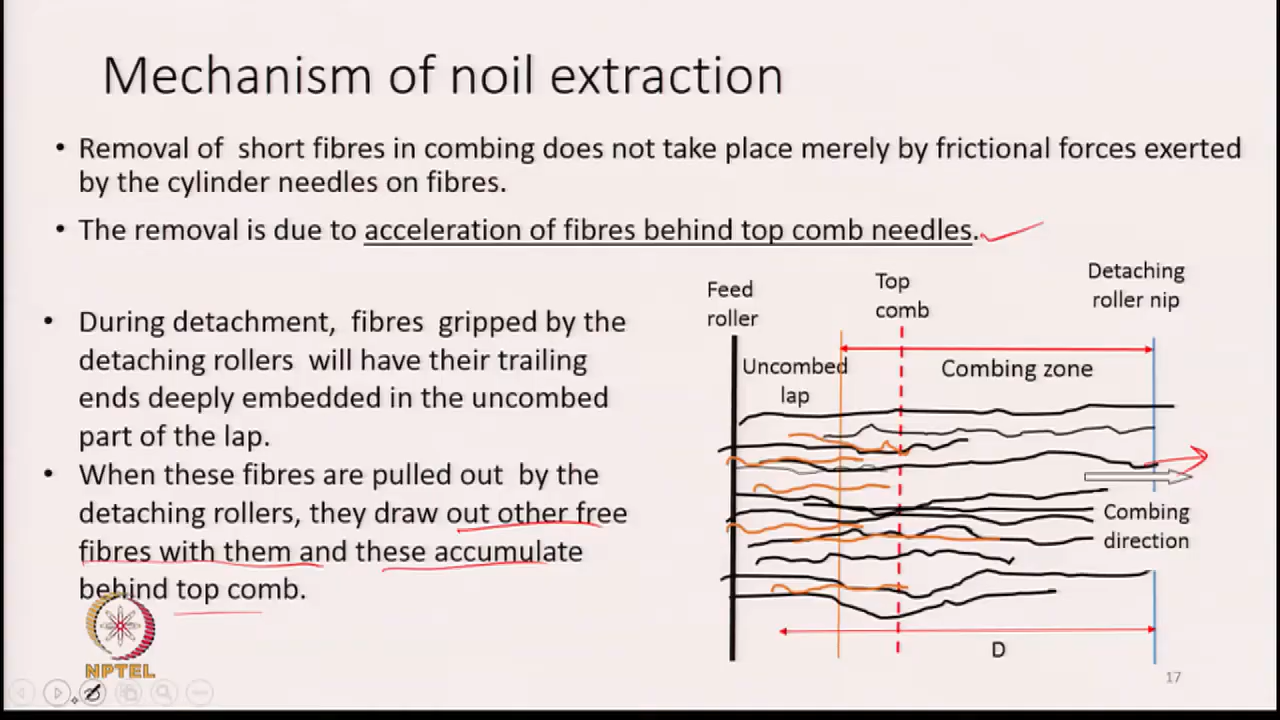 Mechanism of noil extraction
• Removal of short fibres in combing does not take place merely by frictional forces exerted
by the cylinder needles on fibres.
• The removal is due to acceleration of fibres behind top comb needles.
• During detachment, fibres gripped by the
detaching rollers will have their trailing
ends deeply embedded in the uncombed
part of the lap.
• When these fibres are pulled out by the
detaching rollers, they draw out other free
fibres with them and these accumulate
behind top comb.
Feed
roller
Top
comb
Detaching
roller nip
Uncombed
lap
Combing zone
Combing
direction
D
NPTEL
17